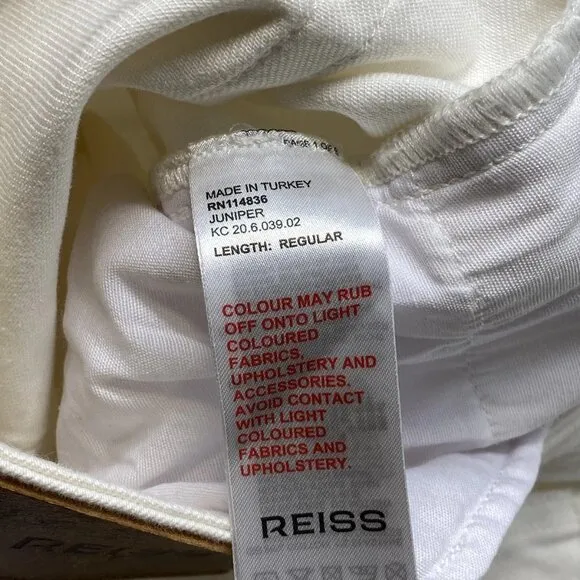 MADE IN TURKEY
RN114836
JUNIPER
KC 20.6.039.02
LENGTH: REGULAR
COLOUR MAY RUB
OFF ONTO LIGHT
COLOURED
FABRICS,
UPHOLSTERY AND
ACCESSORIES.
AVOID CONTACT
WITH LIGHT
COLOURED
FABRICS AND
UPHOLSTERY.
REISS